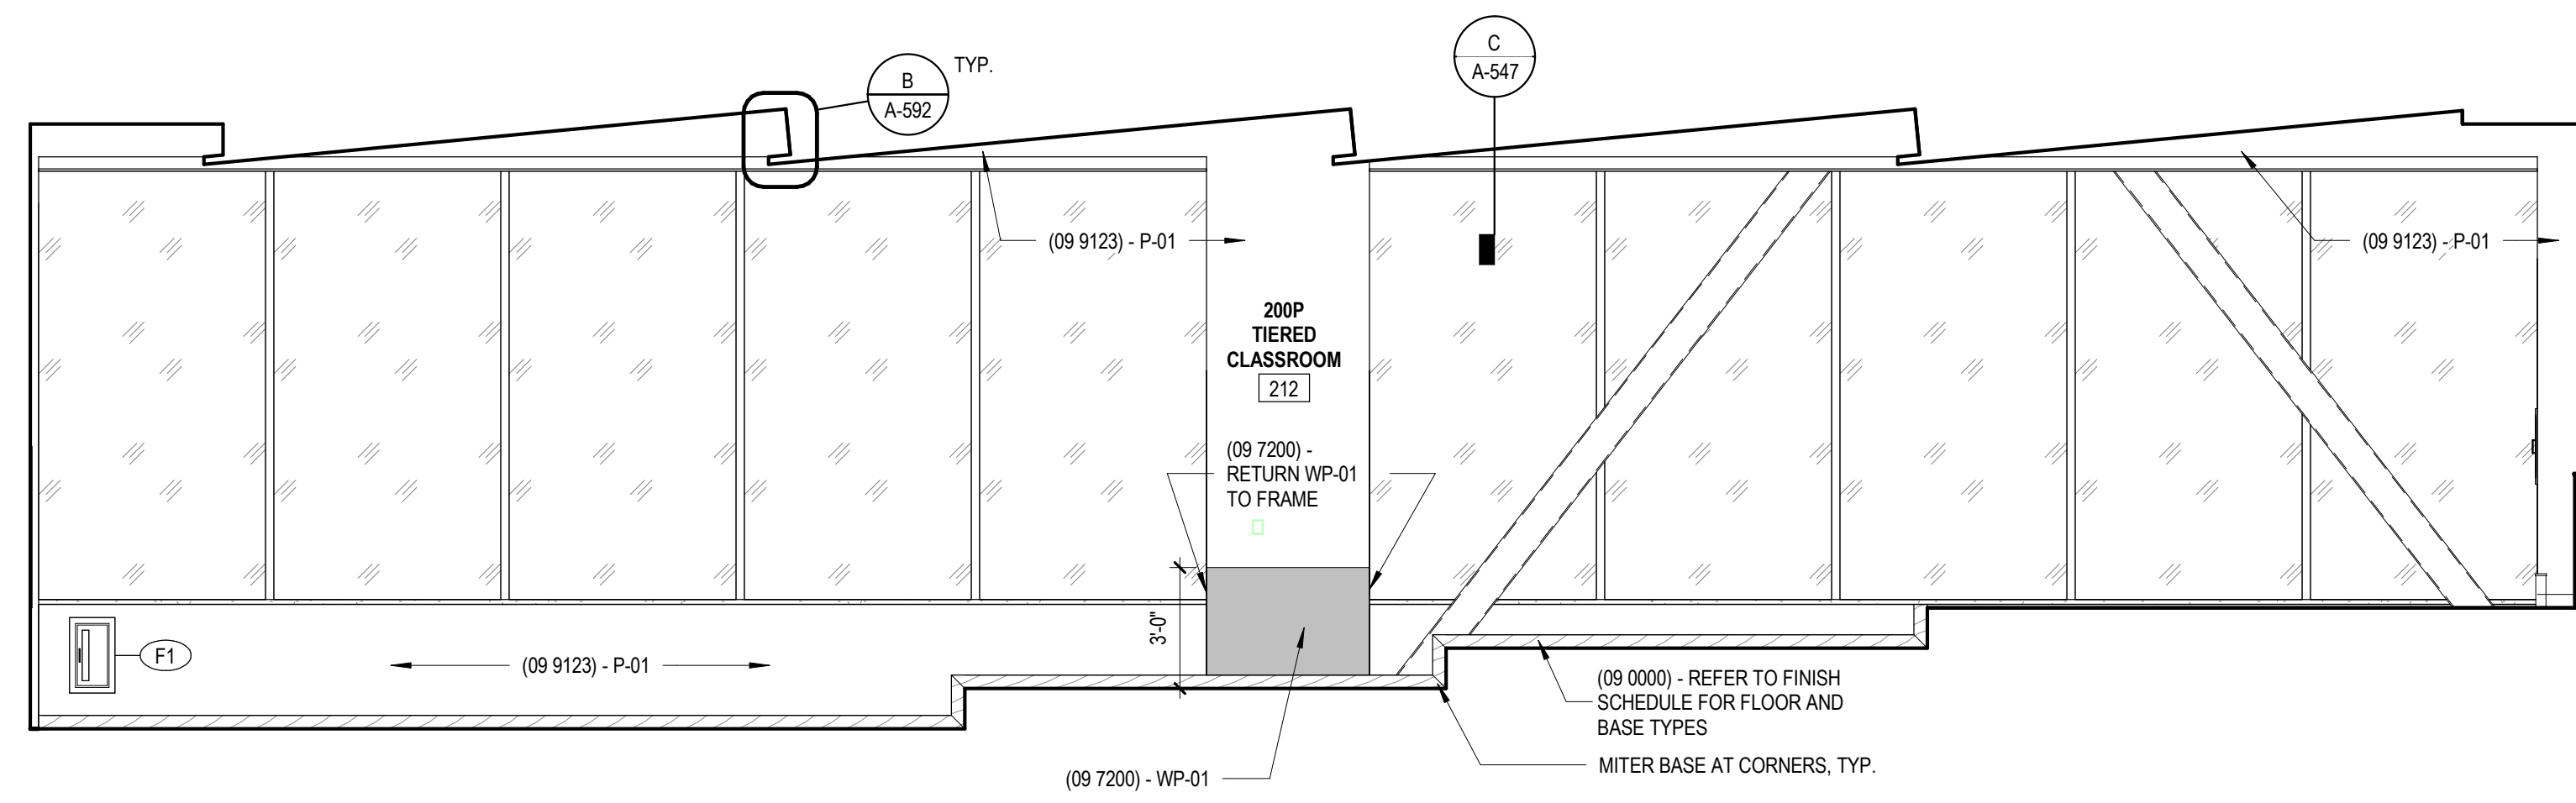 B
A-592
TYP.
C
A-547
(09 9123) - P-01
(09 9123) - P-01
200P
TIERED
CLASSROOM
212
(09 7200) -
RETURN WP-01
TO FRAME
3'-0"
F1
(09 9123) - P-01
(09 0000) - REFER TO FINISH
SCHEDULE FOR FLOOR AND
BASE TYPES
MITER BASE AT CORNERS, TYP.
(09 7200) - WP-01